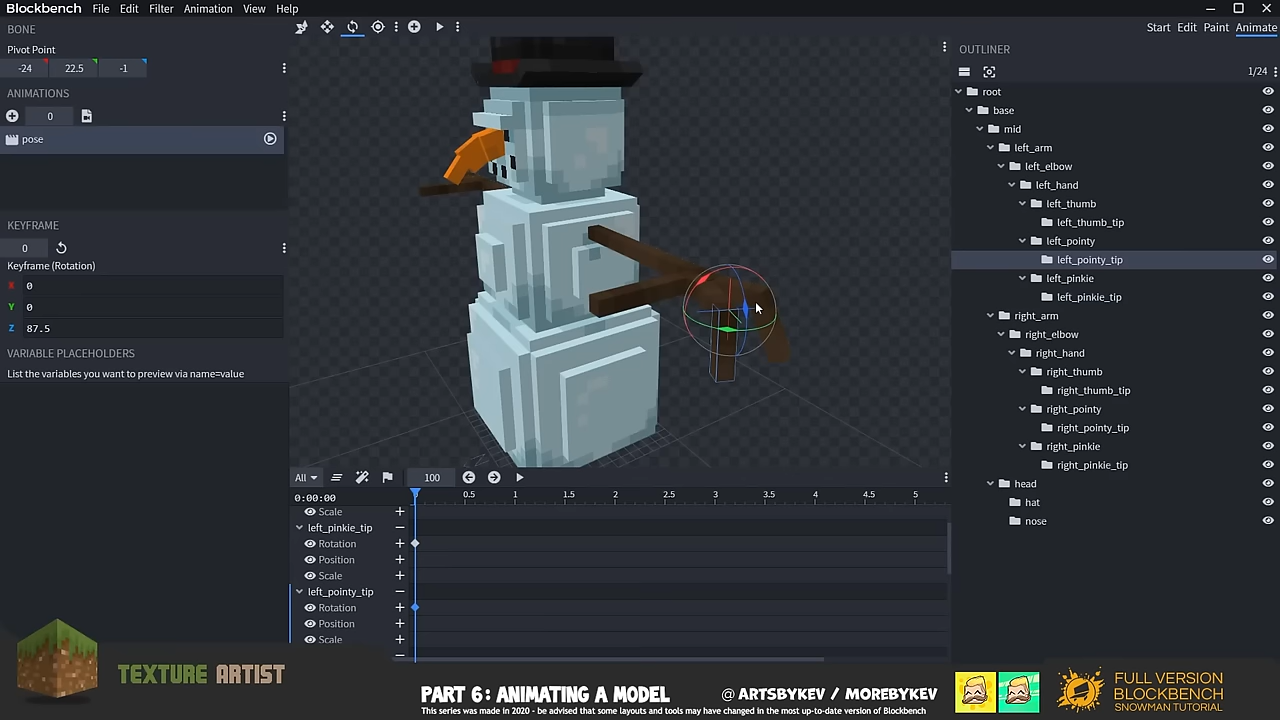 Blockbench File Edit Filter Animation View Help
BONE
Pivot Point
-24 22.5 -1
ANIMATIONS
0
pose
KEYFRAME
0
Keyframe (Rotation)
X 0
Y 0
Z 87.5
VARIABLE PLACEHOLDERS
List the variables you want to preview via name=value
Start Edit Paint Animate
OUTLINER
1/24
root
base
mid
left_arm
left_elbow
left_hand
left_thumb
left_thumb_tip
left_pointy
left_pointy_tip
left_pinkie
left_pinkie_tip
right_arm
right_elbow
right_hand
right_thumb
right_thumb_tip
right_pointy
right_pointy_tip
right_pinkie
right_pinkie_tip
head
hat
nose
All 100
0:00:00 0.5 1 1.5 2 2.5 3 3.5 4 4.5 5
Scale
left_pinkie_tip
Rotation
Position
Scale
left_pointy_tip
Rotation
Position
Scale
TEXTURE ARTIST
PART 6: ANIMATING A MODEL @ARTSBYKEV / MOREBYKEV
This series was made in 2020 - be advised that some layouts and tools may have changed in the most up-to-date version of Blockbench
FULL VERSION
BLOCKBENCH
SNOWMAN TUTORIAL